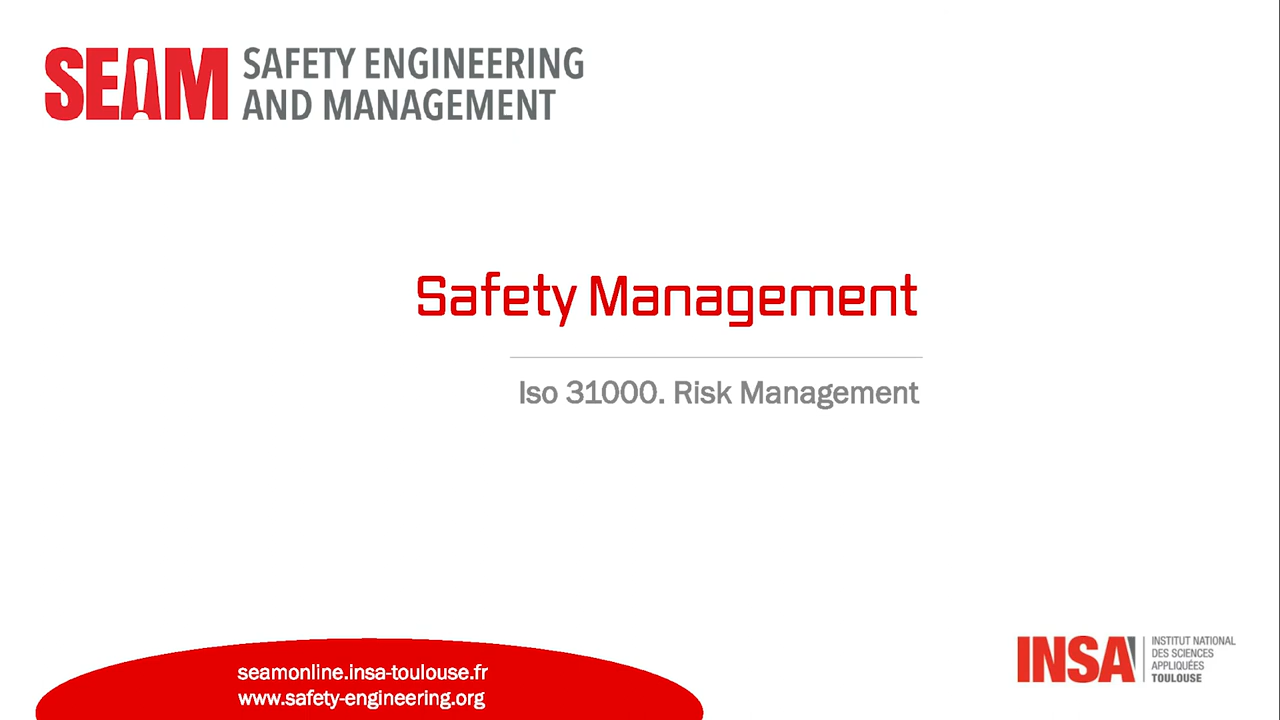 SEAM SAFETY ENGINEERING
AND MANAGEMENT
Safety Management
Iso 31000. Risk Management
seamonline.insa-toulouse.fr
www.safety-engineering.org
INSA
INSTITUT NATIONAL
DES SCIENCES
APPLIQUÉES
TOULOUSE